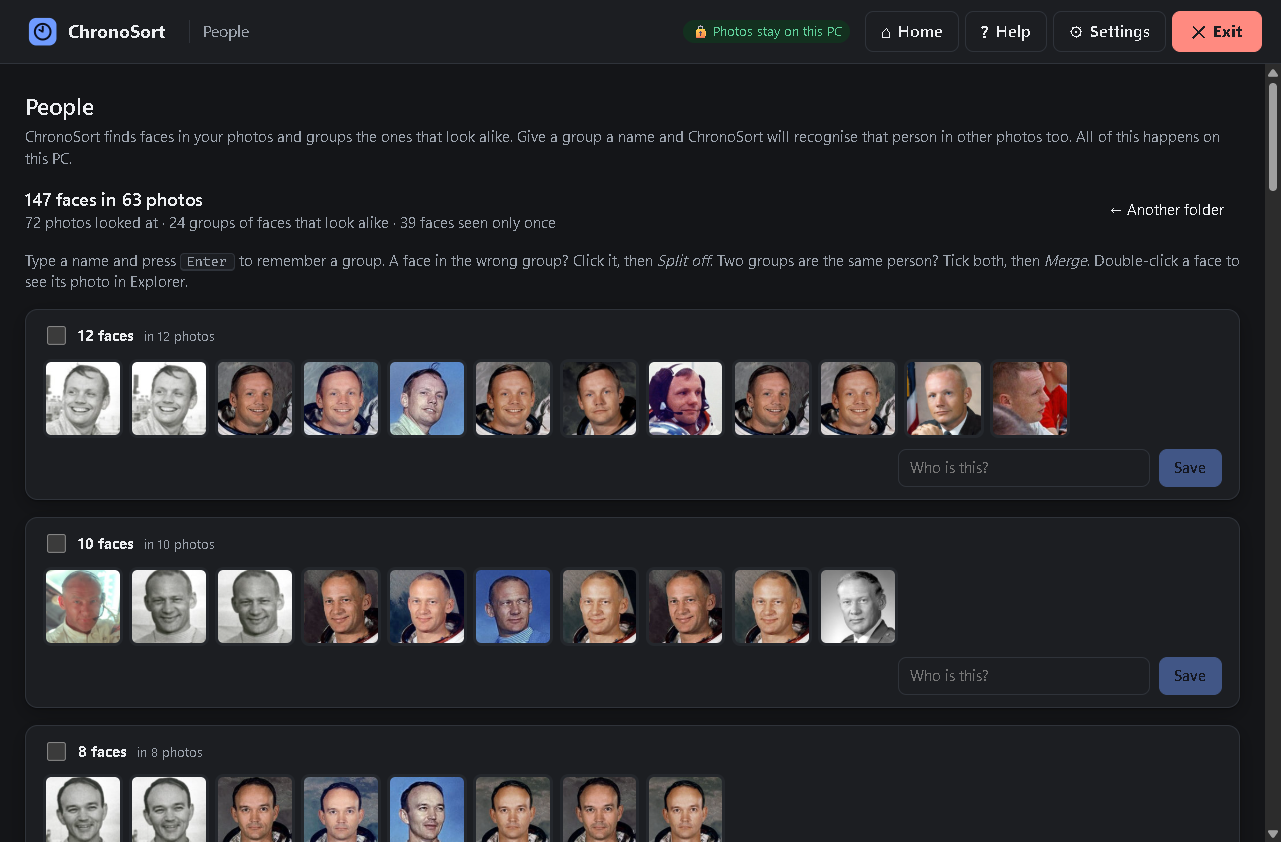 ChronoSort
People
Photos stay on this PC
Home
? Help
Settings
Exit
People
ChronoSort finds faces in your photos and groups the ones that look alike. Give a group a name and ChronoSort will recognise that person in other photos too. All of this happens on
this PC.
147 faces in 63 photos
72 photos looked at · 24 groups of faces that look alike · 39 faces seen only once
← Another folder
Type a name and press Enter to remember a group. A face in the wrong group? Click it, then Split off. Two groups are the same person? Tick both, then Merge. Double-click a face to
see its photo in Explorer.
12 faces in 12 photos
Who is this?
Save
10 faces in 10 photos
Who is this?
Save
8 faces in 8 photos